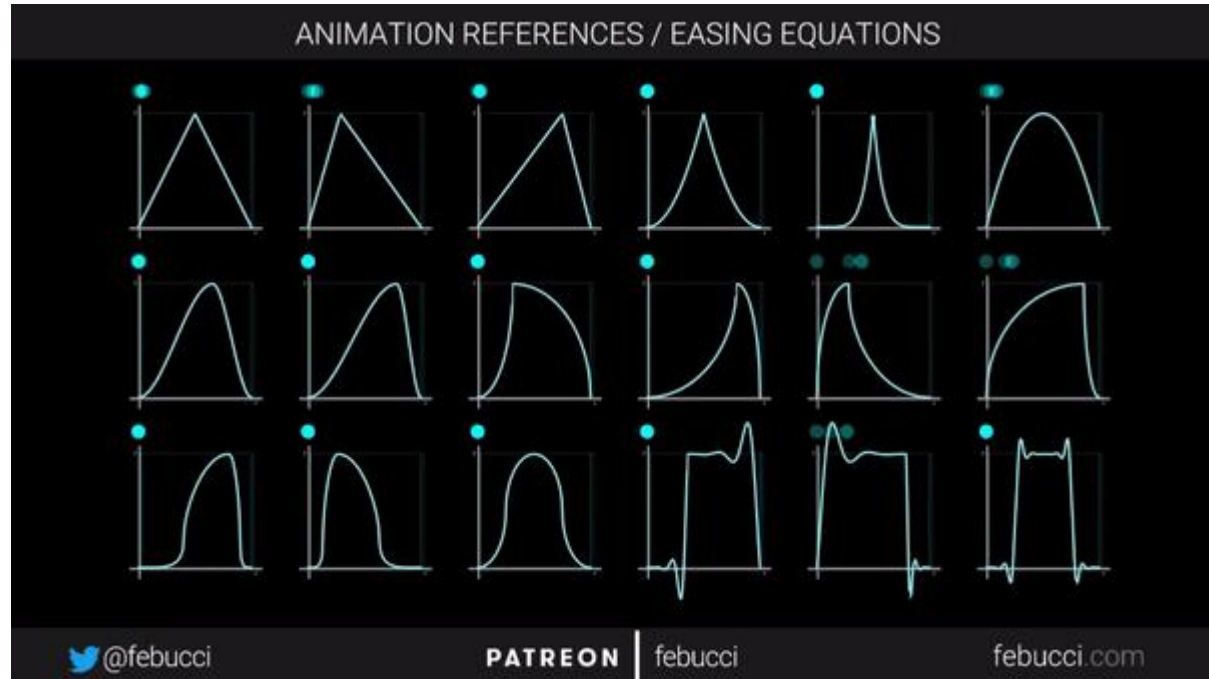 ANIMATION REFERENCES / EASING EQUATIONS
@febucci
PATREON
febucci
febucci.com